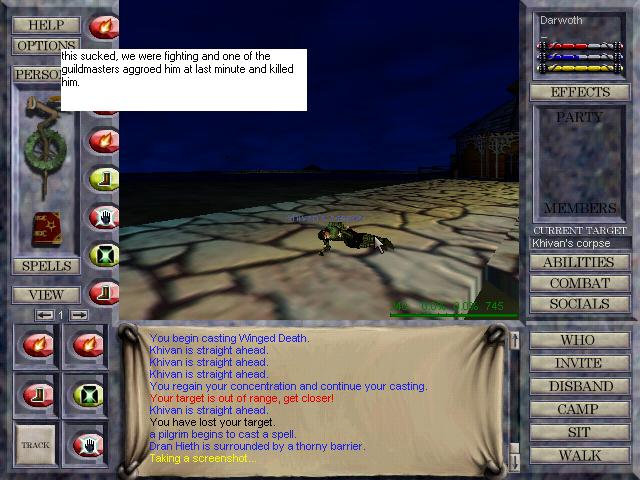 HELP
OPTIONS
this sucked, we were fighting and one of the
guildmasters aggroed him at last minute and killed
him.
PERSO
SPELLS
VIEW
1
TRACK
Darwoth
EFFECTS
PARTY
MEMBERS
CURRENT TARGET
Khivan's corpse
ABILITIES
COMBAT
SOCIALS
745
You begin casting Winged Death.
Khivan is straight ahead.
Khivan is straight ahead.
Khivan is straight ahead.
You regain your concentration and continue your casting.
Your target is out of range, get closer!
Khivan is straight ahead.
You have lost your target.
a pilgrim begins to cast a spell.
Dran Hieth is surrounded by a thorny barrier.
Taking a screenshot...
WHO
INVITE
DISBAND
CAMP
SIT
WALK